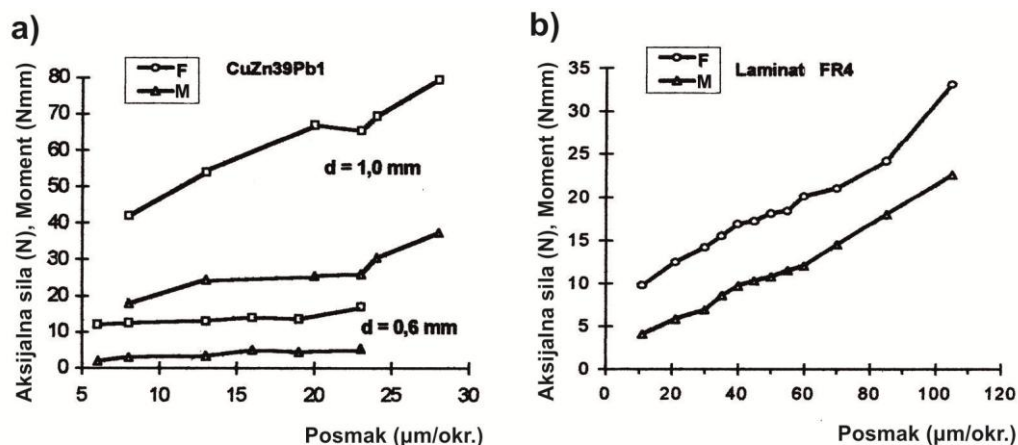 a)
F
M
CuZn39Pb1
Aksijalna sila (N), Moment (Nmm)
80
70
60
50
40
30
20
10
0
d = 1,0 mm
d = 0,6 mm
5 10 15 20 25 30
Posmak (µm/okr.)
b)
F
M
Laminat FR4
Aksijalna sila (N), Moment (Nmm)
35
30
25
20
15
10
5
0
0 20 40 60 80 100 120
Posmak (µm/okr.)